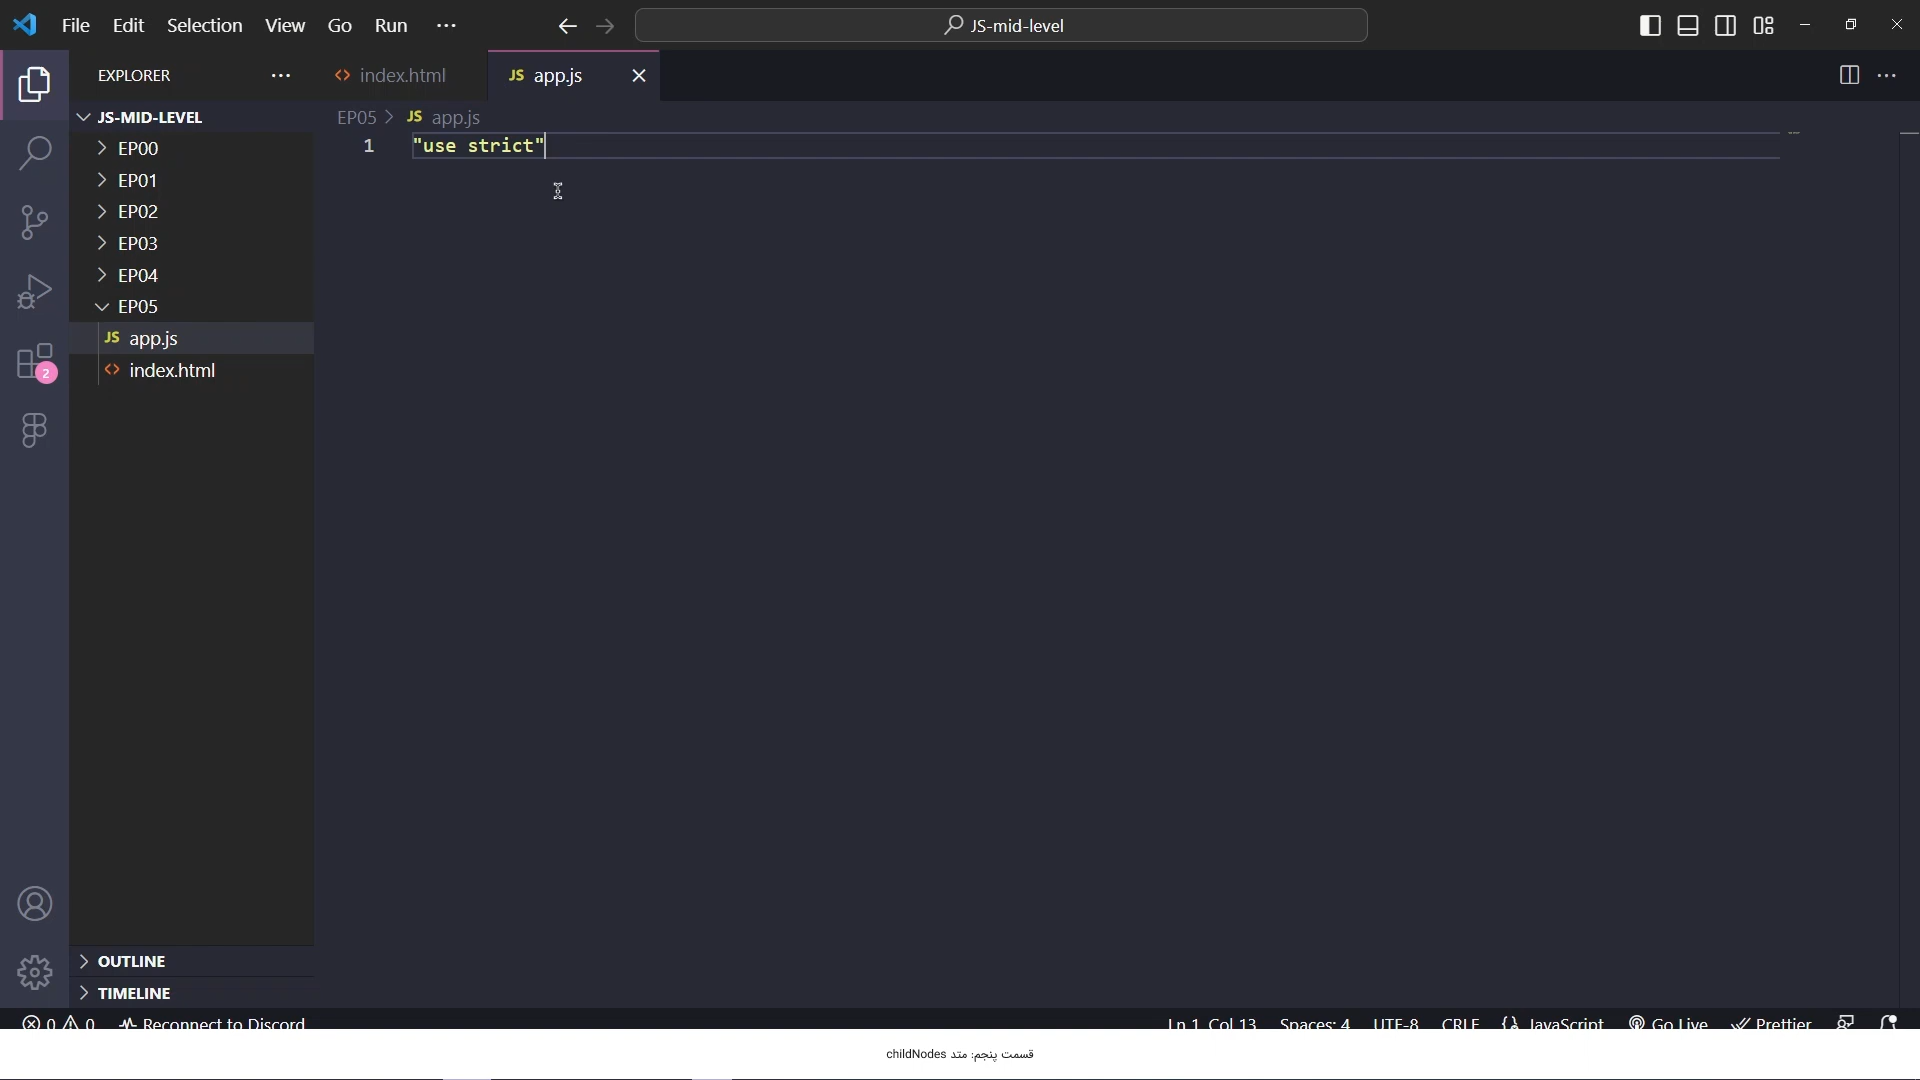 File Edit Selection View Go Run ...
JS-mid-level
EXPLORER ...
index.html
JS app.js
JS-MID-LEVEL
EP05 > JS app.js
1 "use strict"
EP00
EP01
EP02
EP03
EP04
EP05
JS app.js
index.html
2
OUTLINE
TIMELINE
0 0 Reconnect to Discord
Ln 1, Col 13 Spaces: 4 UTF-8 CRLF {} JavaScript Go Live Prettier
قسمت پنجم: متد childNodes